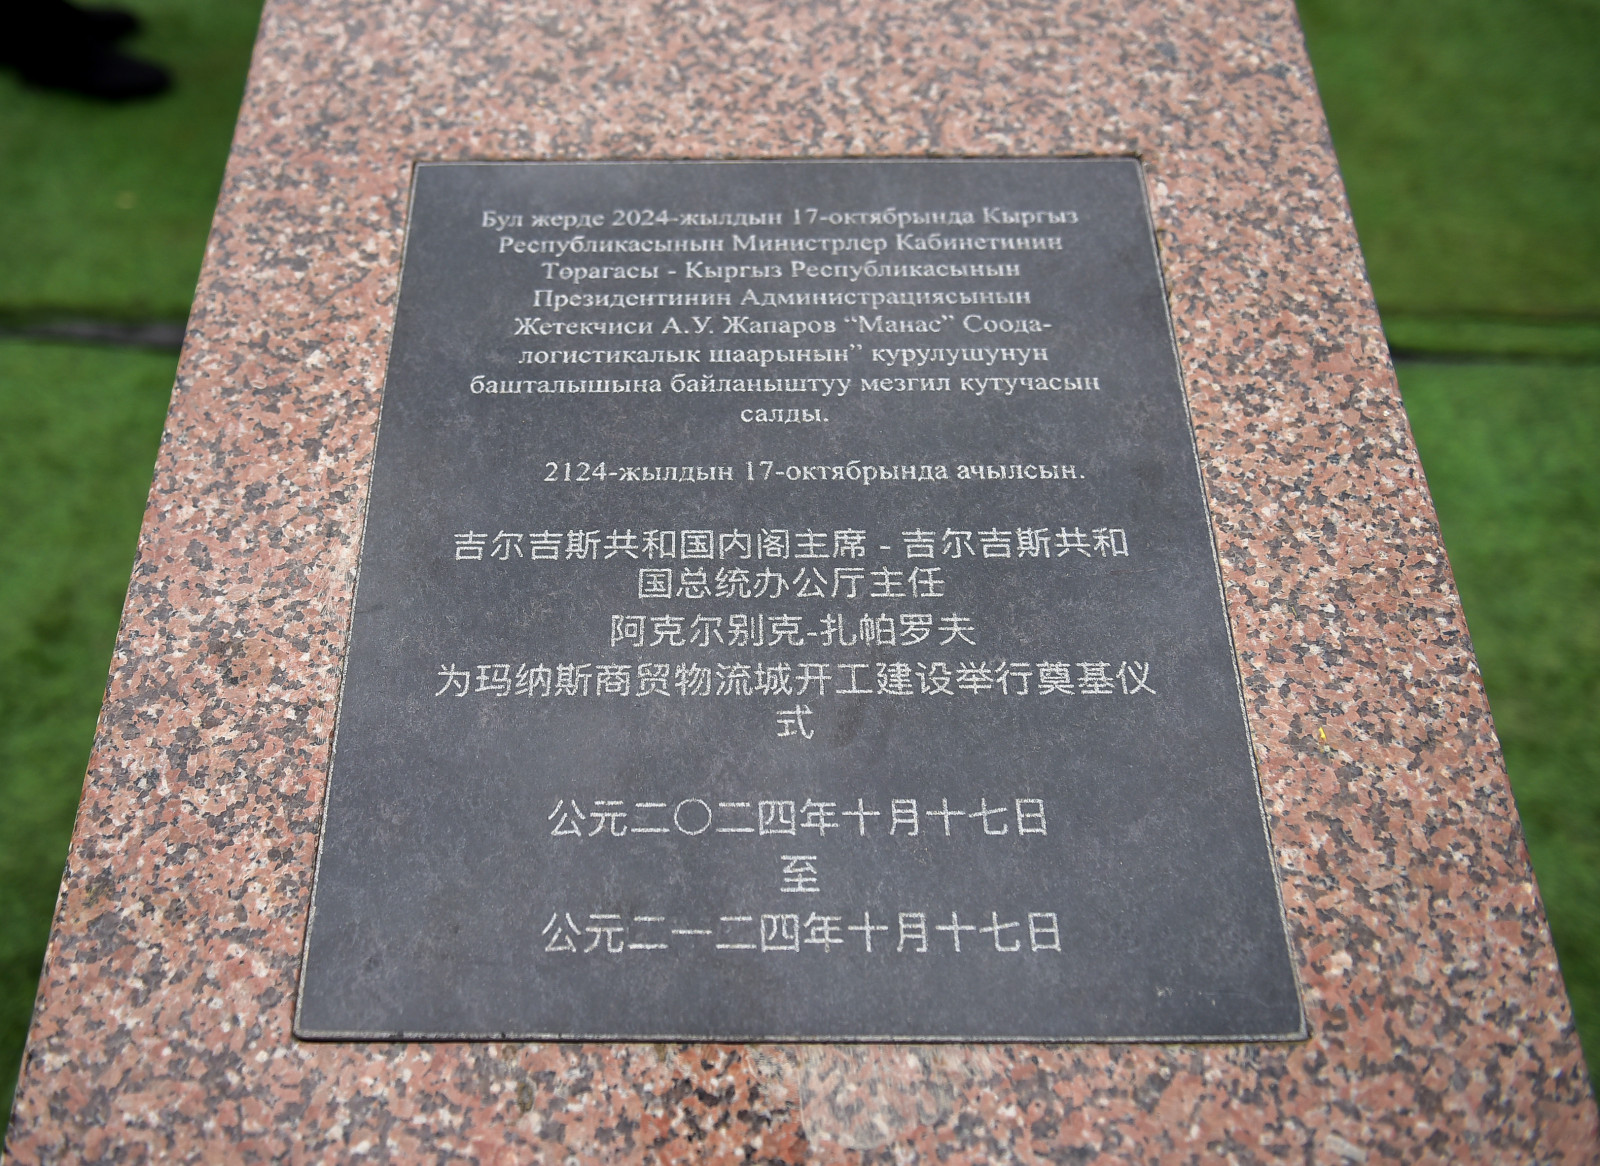 Бул жерде 2024-жылдын 17-октябрында Кыргыз
Республикасынын Министрлер Кабинетинин
Төрагасы - Кыргыз Республикасынын
Президентинин Администрациясынын
Жетекчиси А.У. Жапаров “Манас” Соода-
логистикалык шаарынын” курулушунун
башталышына байланыштуу мезгил кутучасын
салды.
2124-жылдын 17-октябрында ачылсын.
吉尔吉斯共和国内阁主席 - 吉尔吉斯共和
国总统办公厅主任
阿克尔别克-扎帕罗夫
为玛纳斯商贸物流城开工建设举行奠基仪
式
公元二〇二四年十月十七日
至
公元二一二四年十月十七日